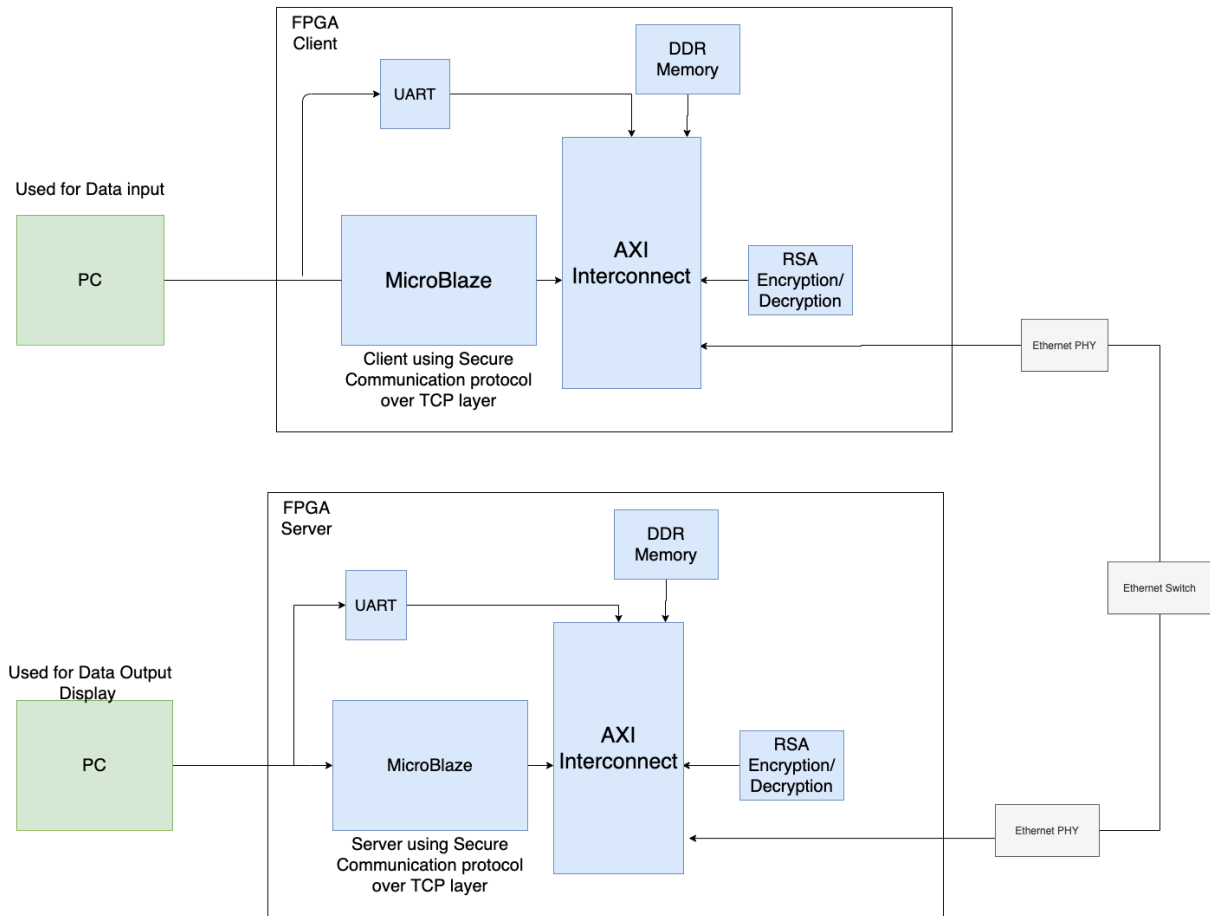 FPGA
Client
DDR
Memory
UART
Used for Data input
PC
MicroBlaze
AXI
Interconnect
RSA
Encryption/
Decryption
Client using Secure
Communication protocol
over TCP layer
Ethernet PHY
FPGA
Server
DDR
Memory
Ethernet Switch
UART
Used for Data Output
Display
PC
MicroBlaze
AXI
Interconnect
RSA
Encryption/
Decryption
Server using Secure
Communication protocol
over TCP layer
Ethernet PHY